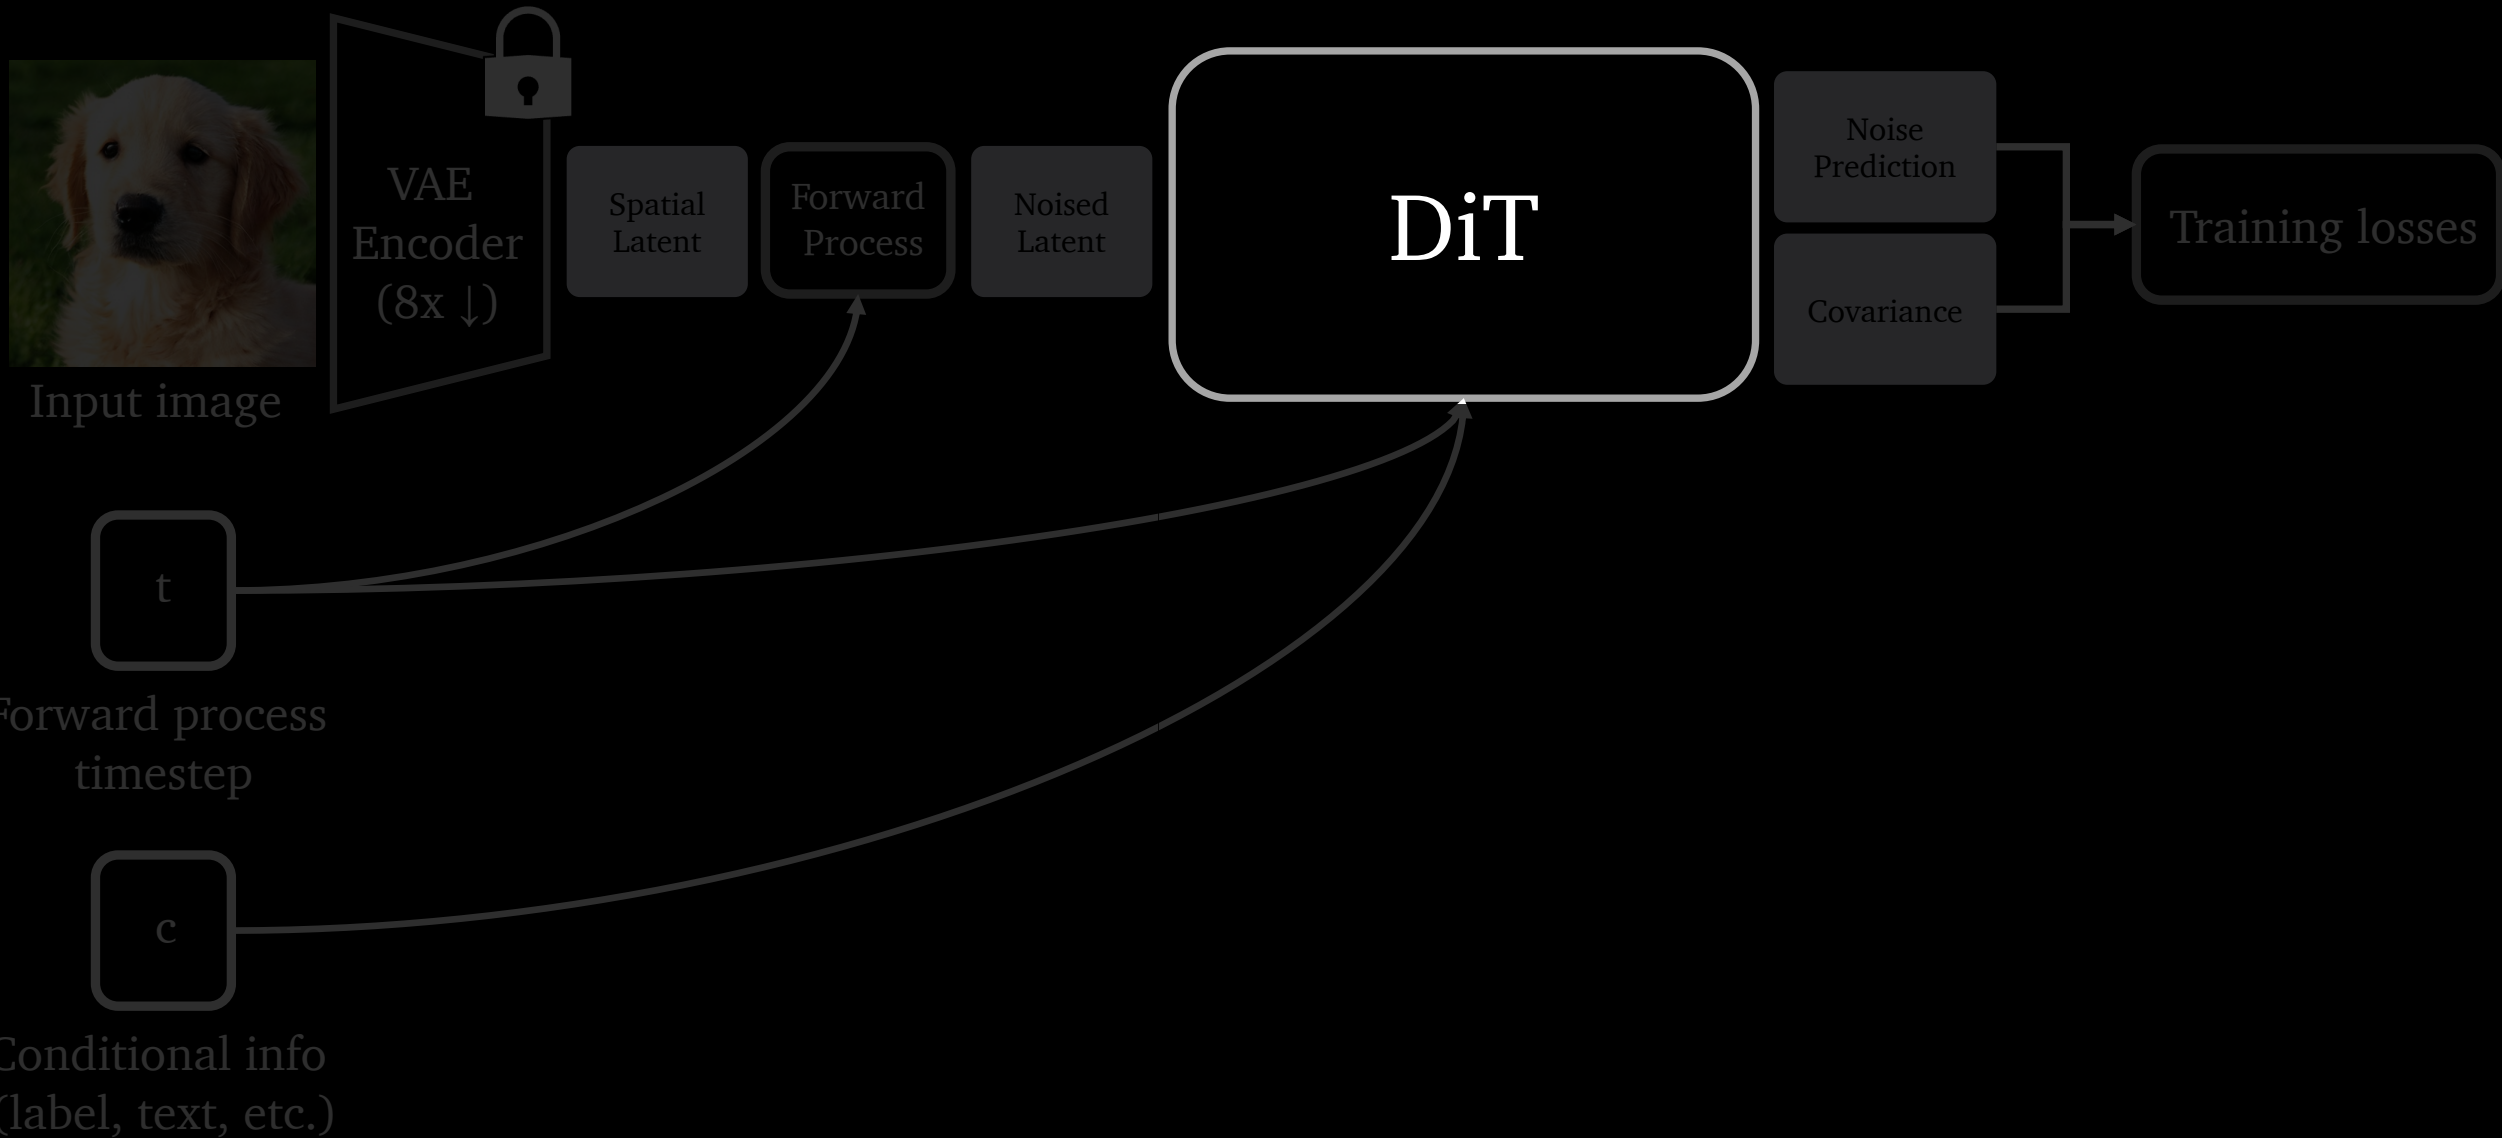 VAE
Encoder
(8x ↓)
Input image
Spatial
Latent
Forward
Process
Noised
Latent
DiT
Noise
Prediction
Covariance
Training losses
t
Forward process
timestep
c
Conditional info
(label, text, etc.)